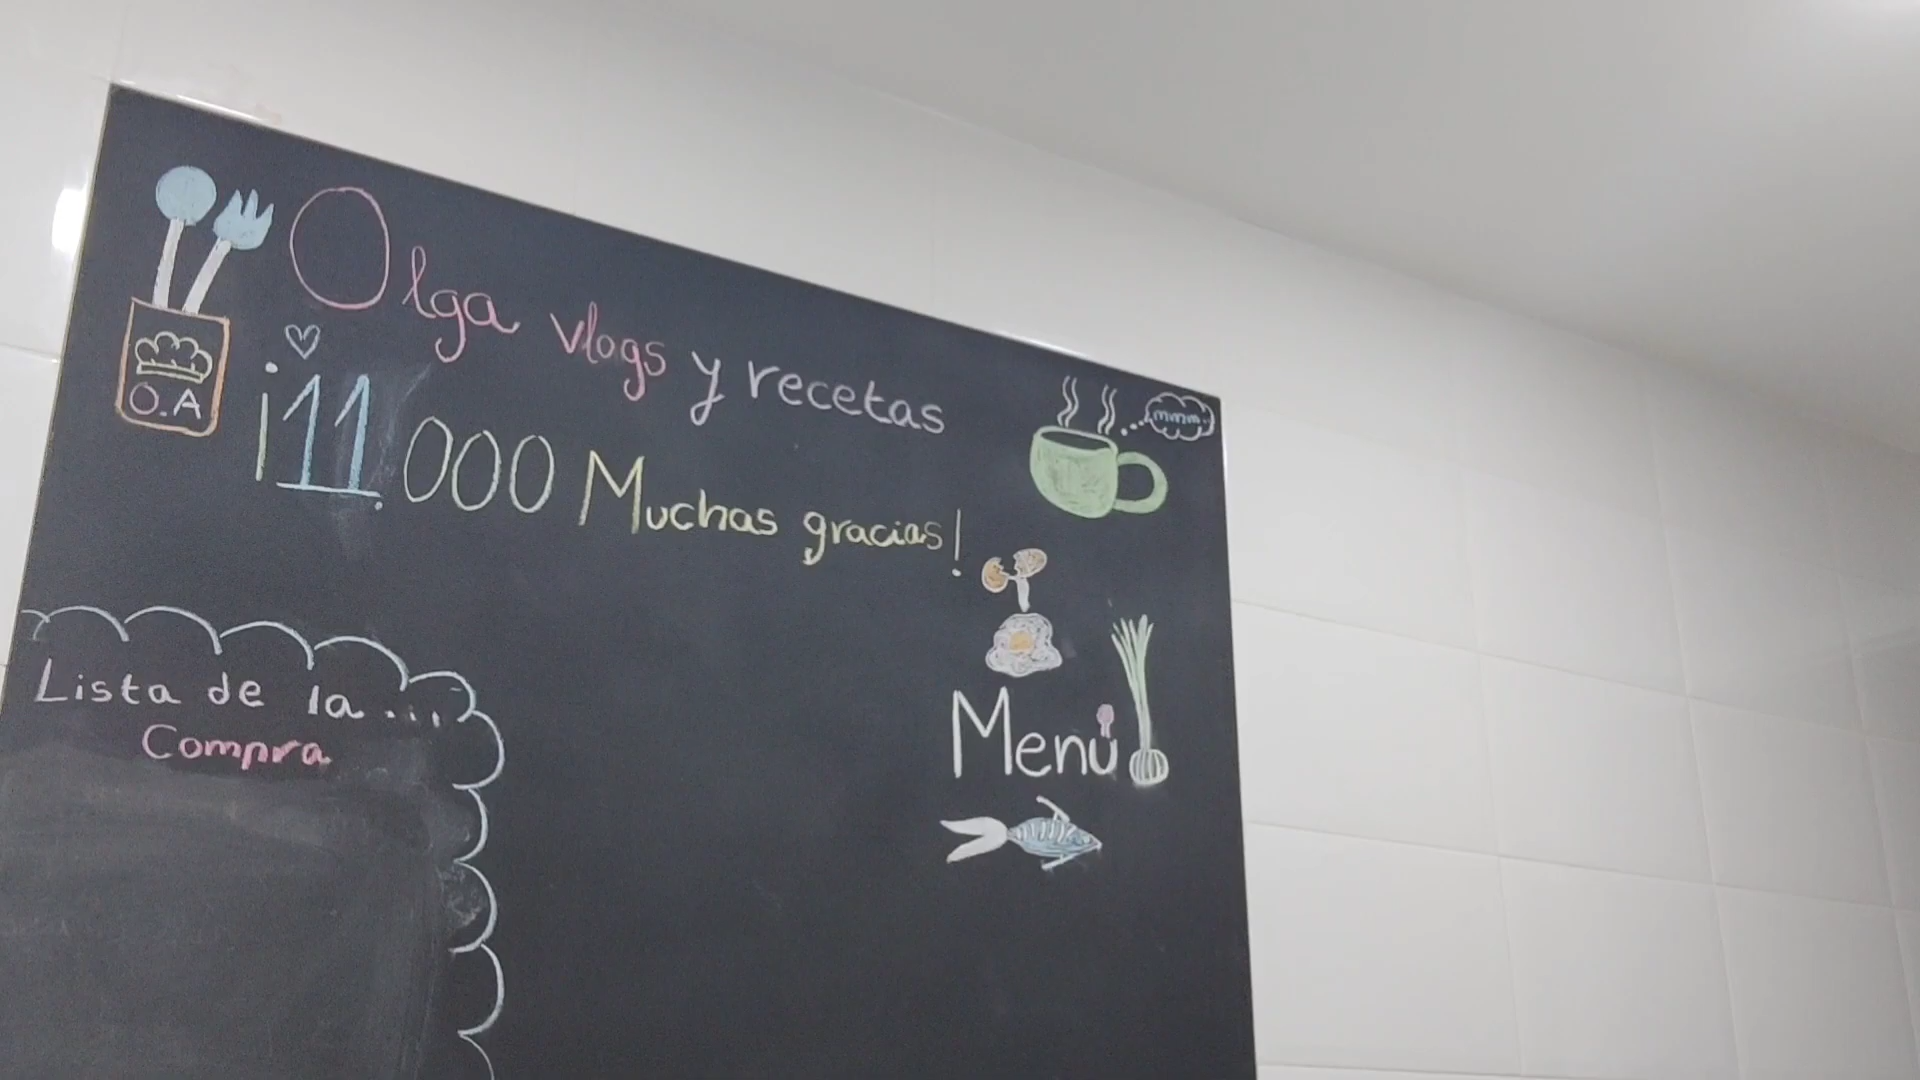 Olga vlogs y recetas
O.A
¡11.000 Muchas gracias!
mmm..
Lista de la...
Compra
Menú